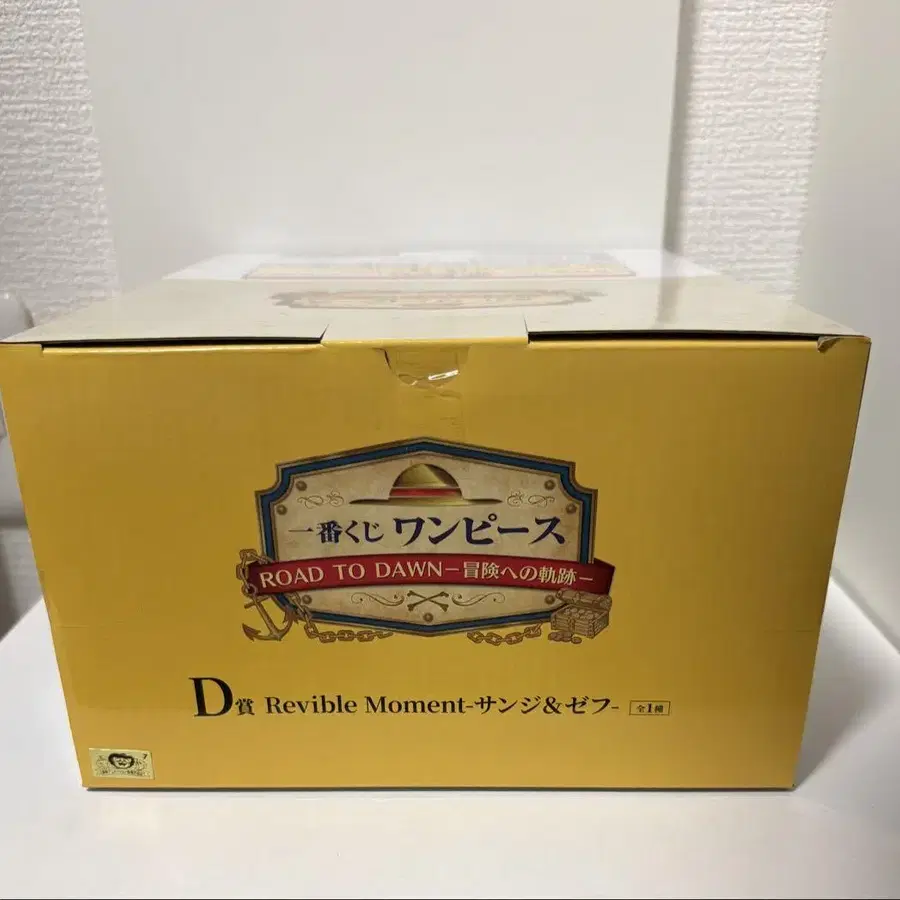 一番くじ ワンピース
ROAD TO DAWN－冒険への軌跡－
D賞 Revible Moment-サンジ&ゼフ- 全1種